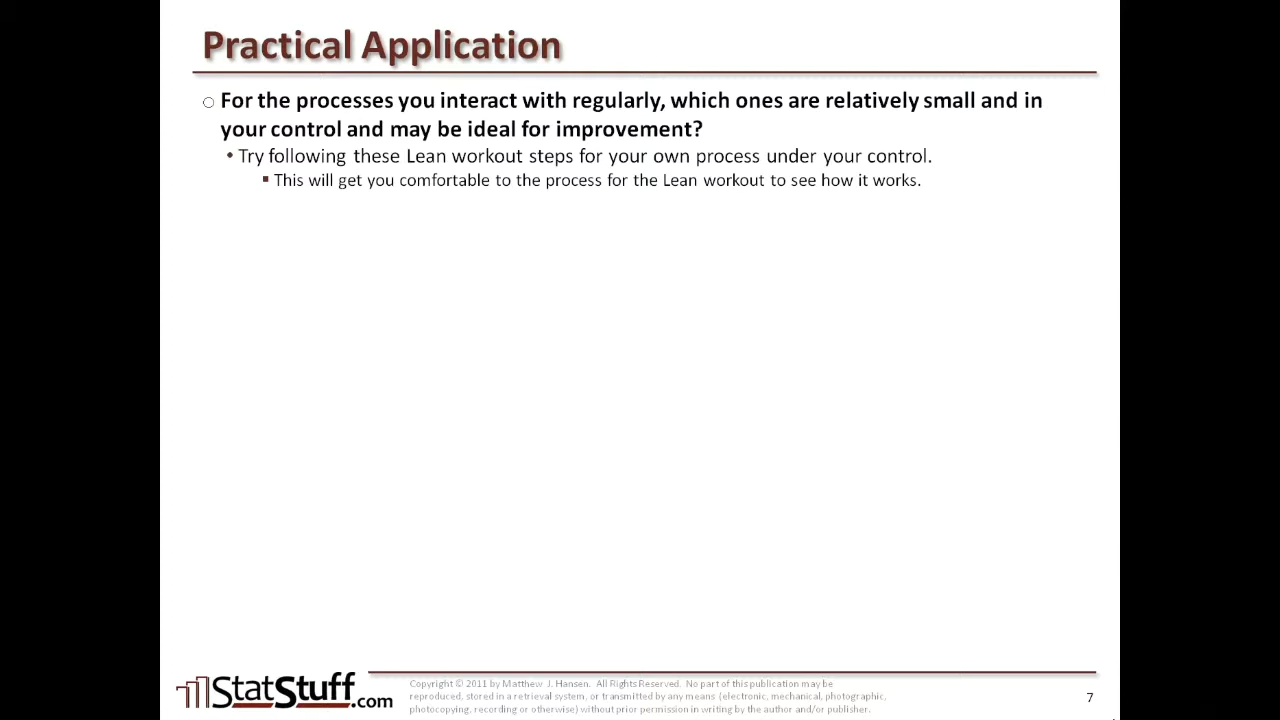 Practical Application
○ For the processes you interact with regularly, which ones are relatively small and in
your control and may be ideal for improvement?
• Try following these Lean workout steps for your own process under your control.
▪ This will get you comfortable to the process for the Lean workout to see how it works.
StatStuff.com
Copyright © 2011 by Matthew J. Hansen. All Rights Reserved. No part of this publication may be
reproduced, stored in a retrieval system, or transmitted by any means (electronic, mechanical, photographic,
photocopying, recording or otherwise) without prior permission in writing by the author and/or publisher.
7